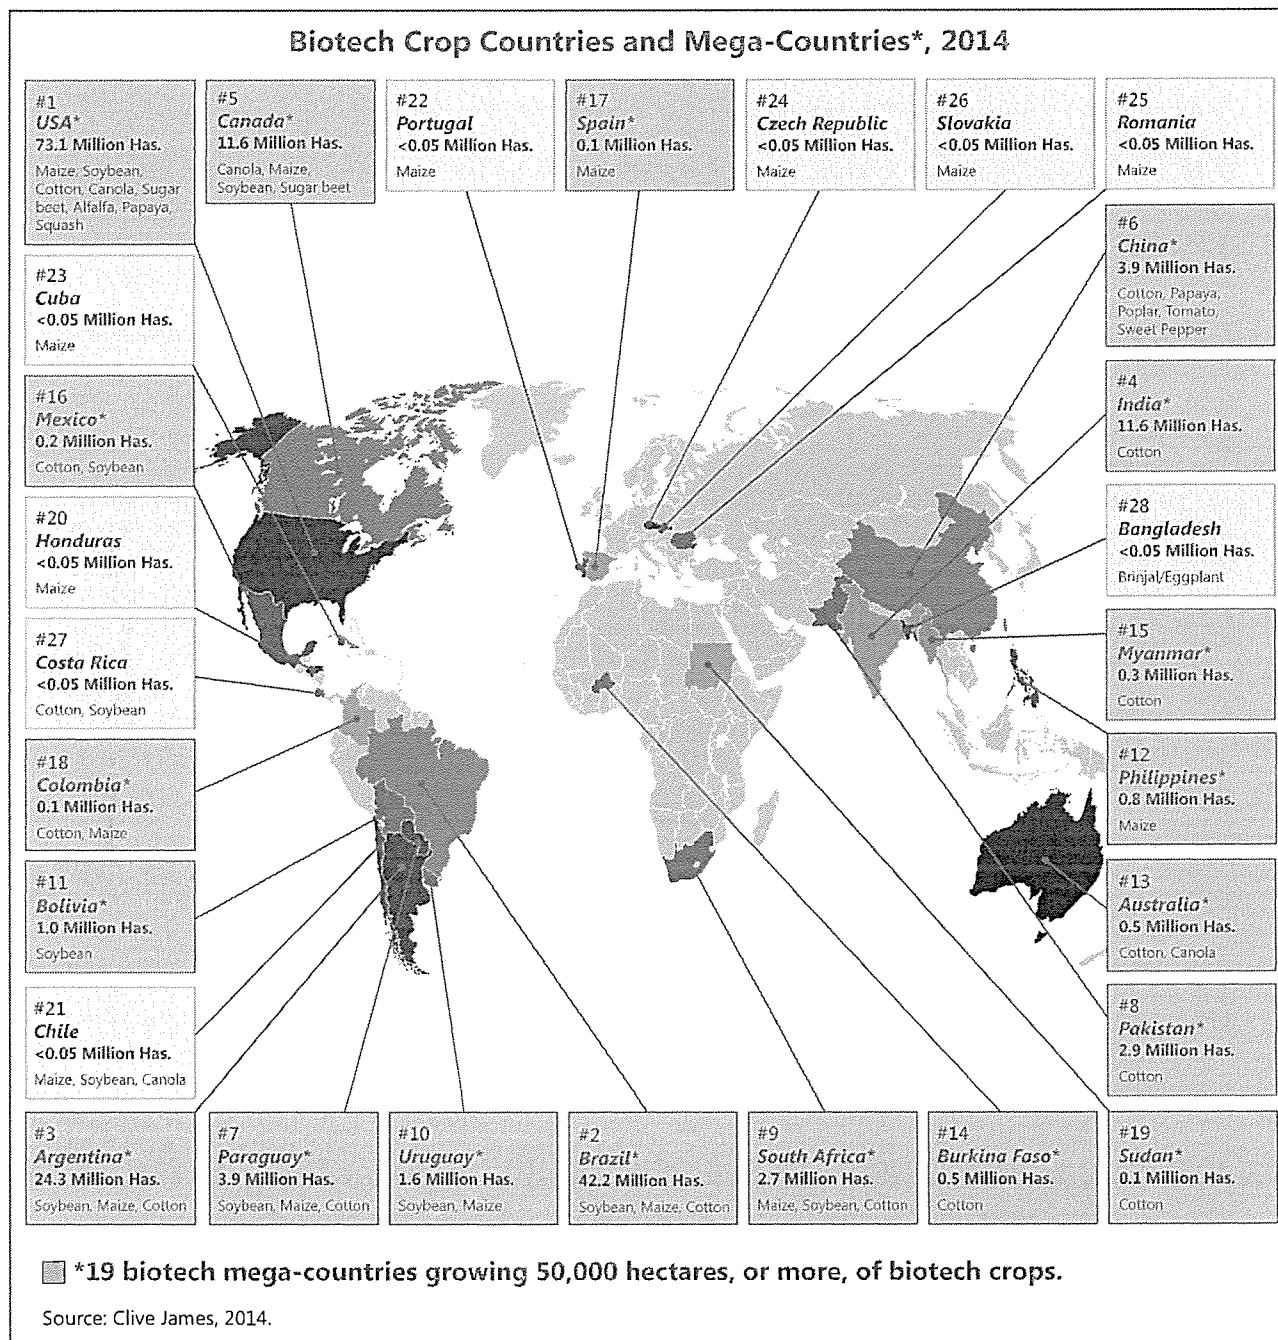 Biotech Crop Countries and Mega-Countries*, 2014
#1
USA*
73.1 Million Has.
Maize, Soybean,
Cotton, Canola, Sugar
beet, Alfalfa, Papaya,
Squash
#5
Canada*
11.6 Million Has.
Canola, Maize,
Soybean, Sugar beet
#22
Portugal
<0.05 Million Has.
Maize
#17
Spain*
0.1 Million Has.
Maize
#24
Czech Republic
<0.05 Million Has.
Maize
#26
Slovakia
<0.05 Million Has.
Maize
#25
Romania
<0.05 Million Has.
Maize
#23
Cuba
<0.05 Million Has.
Maize
#16
Mexico*
0.2 Million Has.
Cotton, Soybean
#20
Honduras
<0.05 Million Has.
Maize
#27
Costa Rica
<0.05 Million Has.
Cotton, Soybean
#18
Colombia*
0.1 Million Has.
Cotton, Maize
#11
Bolivia*
1.0 Million Has.
Soybean
#21
Chile
<0.05 Million Has.
Maize, Soybean, Canola
#6
China*
3.9 Million Has.
Cotton, Papaya,
Poplar, Tomato,
Sweet Pepper
#4
India*
11.6 Million Has.
Cotton
#28
Bangladesh
<0.05 Million Has.
Brinjal/Eggplant
#15
Myanmar*
0.3 Million Has.
Cotton
#12
Philippines*
0.8 Million Has.
Maize
#13
Australia*
0.5 Million Has.
Cotton, Canola
#8
Pakistan*
2.9 Million Has.
Cotton
#3
Argentina*
24.3 Million Has.
Soybean, Maize, Cotton
#7
Paraguay*
3.9 Million Has.
Soybean, Maize, Cotton
#10
Uruguay*
1.6 Million Has.
Soybean, Maize
#2
Brazil*
42.2 Million Has.
Soybean, Maize, Cotton
#9
South Africa*
2.7 Million Has.
Maize, Soybean, Cotton
#14
Burkina Faso*
0.5 Million Has.
Cotton
#19
Sudan*
0.1 Million Has.
Cotton
*19 biotech mega-countries growing 50,000 hectares, or more, of biotech crops.
Source: Clive James, 2014.